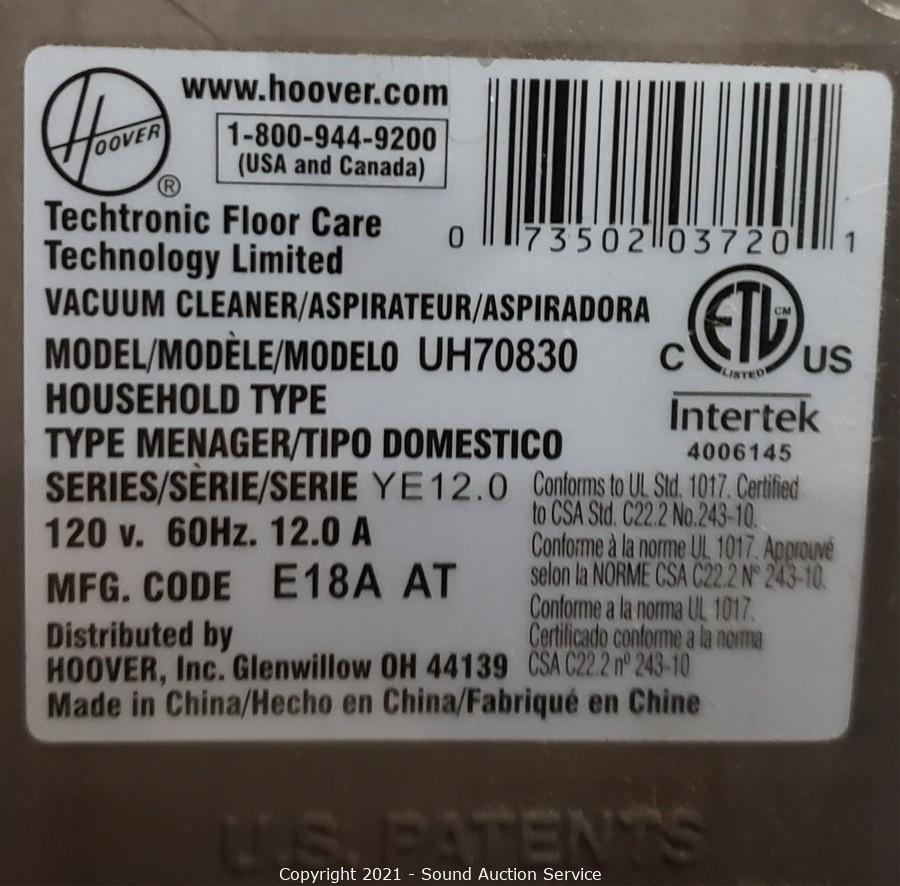 HOOVER
®
www.hoover.com
1-800-944-9200
(USA and Canada)
0 73502 03720 1
Techtronic Floor Care
Technology Limited
VACUUM CLEANER/ASPIRATEUR/ASPIRADORA
MODEL/MODÈLE/MODELO UH70830
HOUSEHOLD TYPE
TYPE MENAGER/TIPO DOMESTICO
C ETL CM US
LISTED
Intertek
4006145
SERIES/SÈRIE/SERIE YE12.0
120 v. 60Hz. 12.0 A
MFG. CODE E18A AT
Conforms to UL Std. 1017. Certified
to CSA Std. C22.2 No.243-10.
Conforme à la norme UL 1017. Approuvé
selon la NORME CSA C22.2 N° 243-10.
Conforme a la norma UL 1017.
Certificado conforme a la norma
CSA C22.2 nº 243-10
Distributed by
HOOVER, Inc. Glenwillow OH 44139
Made in China/Hecho en China/Fabriqué en Chine
U.S. PATENTS
Copyright 2021 - Sound Auction Service